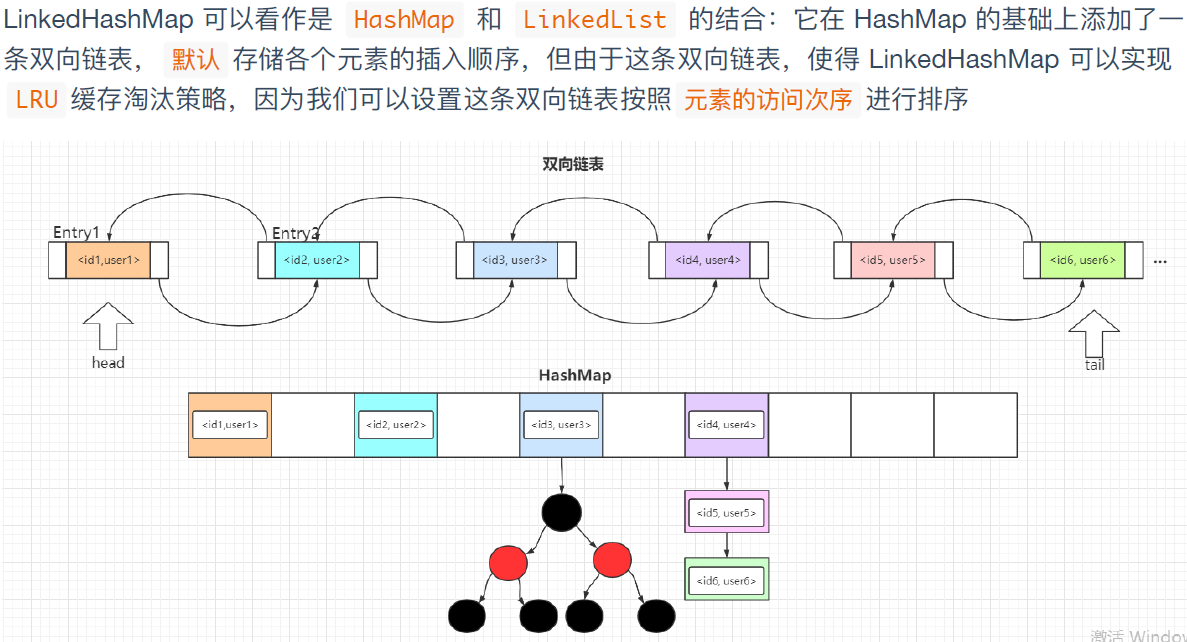 LinkedHashMap 可以看作是 HashMap 和 LinkedList 的结合：它在 HashMap 的基础上添加了一
条双向链表，默认 存储各个元素的插入顺序，但由于这条双向链表，使得 LinkedHashMap 可以实现
LRU 缓存淘汰策略，因为我们可以设置这条双向链表按照 元素的访问次序 进行排序
双向链表
Entry1
Entry2
<id1,user1>
<id2, user2>
<id3, user3>
<id4, user4>
<id5, user5>
<id6, user6>
...
head
tail
HashMap
<id1,user1>
<id2, user2>
<id3, user3>
<id4, user4>
<id5, user5>
<id6, user6>
激活 Window